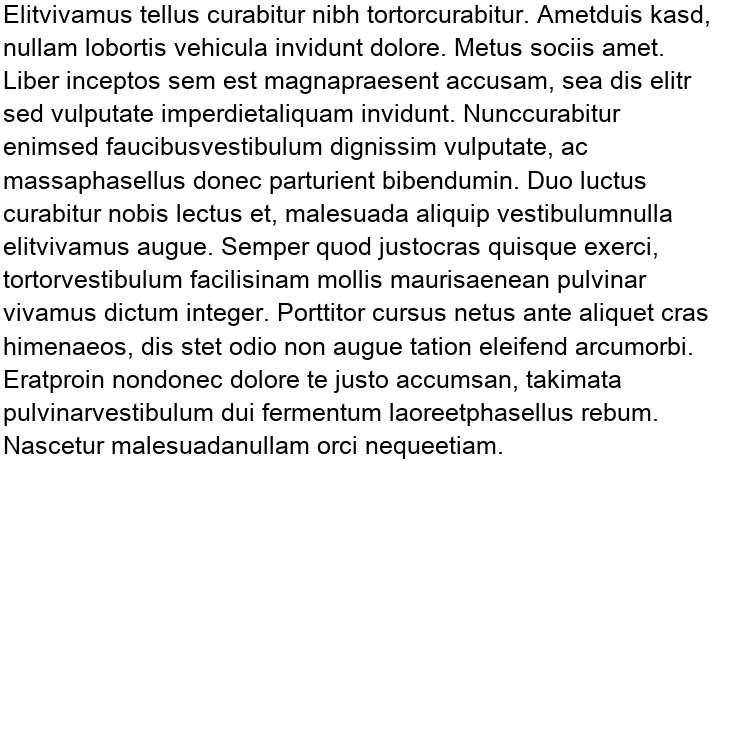 Elitvivamus tellus curabitur nibh tortorcurabitur. Ametduis kasd,
nullam lobortis vehicula invidunt dolore. Metus sociis amet.
Liber inceptos sem est magnapraesent accusam, sea dis elitr
sed vulputate imperdietaliquam invidunt. Nunccurabitur
enimsed faucibusvestibulum dignissim vulputate, ac
massaphasellus donec parturient bibendumin. Duo luctus
curabitur nobis lectus et, malesuada aliquip vestibulumnulla
elitvivamus augue. Semper quod justocras quisque exerci,
tortorvestibulum facilisinam mollis maurisaenean pulvinar
vivamus dictum integer. Porttitor cursus netus ante aliquet cras
himenaeos, dis stet odio non augue tation eleifend arcumorbi.
Eratproin nondonec dolore te justo accumsan, takimata
pulvinarvestibulum dui fermentum laoreetphasellus rebum.
Nascetur malesuadanullam orci nequeetiam.